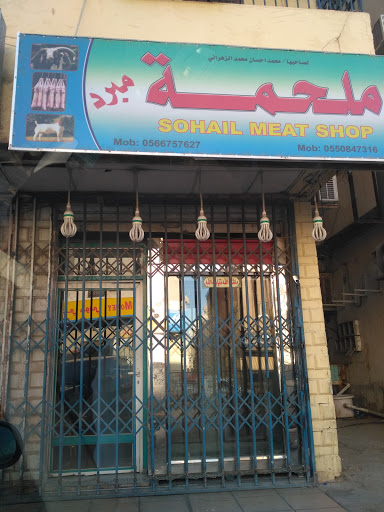 لصاحبها / محمد احسان محمد الزهراني
ملحمة مبرد
SOHAIL MEAT SHOP
Mob: 0566757627
Mob: 0550847316